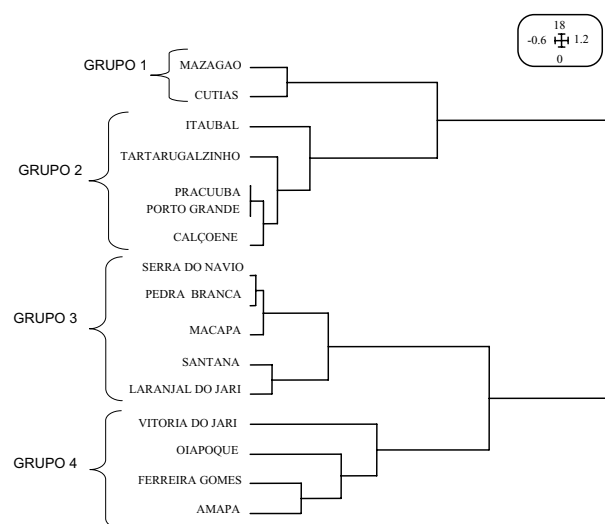 18
-0.6 1.2
0
GRUPO 1
MAZAGAO
CUTIAS
ITAUBAL
TARTARUGALZINHO
GRUPO 2
PRACUUBA
PORTO GRANDE
CALÇOENE
SERRA DO NAVIO
PEDRA BRANCA
GRUPO 3
MACAPA
SANTANA
LARANJAL DO JARI
VITORIA DO JARI
OIAPOQUE
GRUPO 4
FERREIRA GOMES
AMAPA